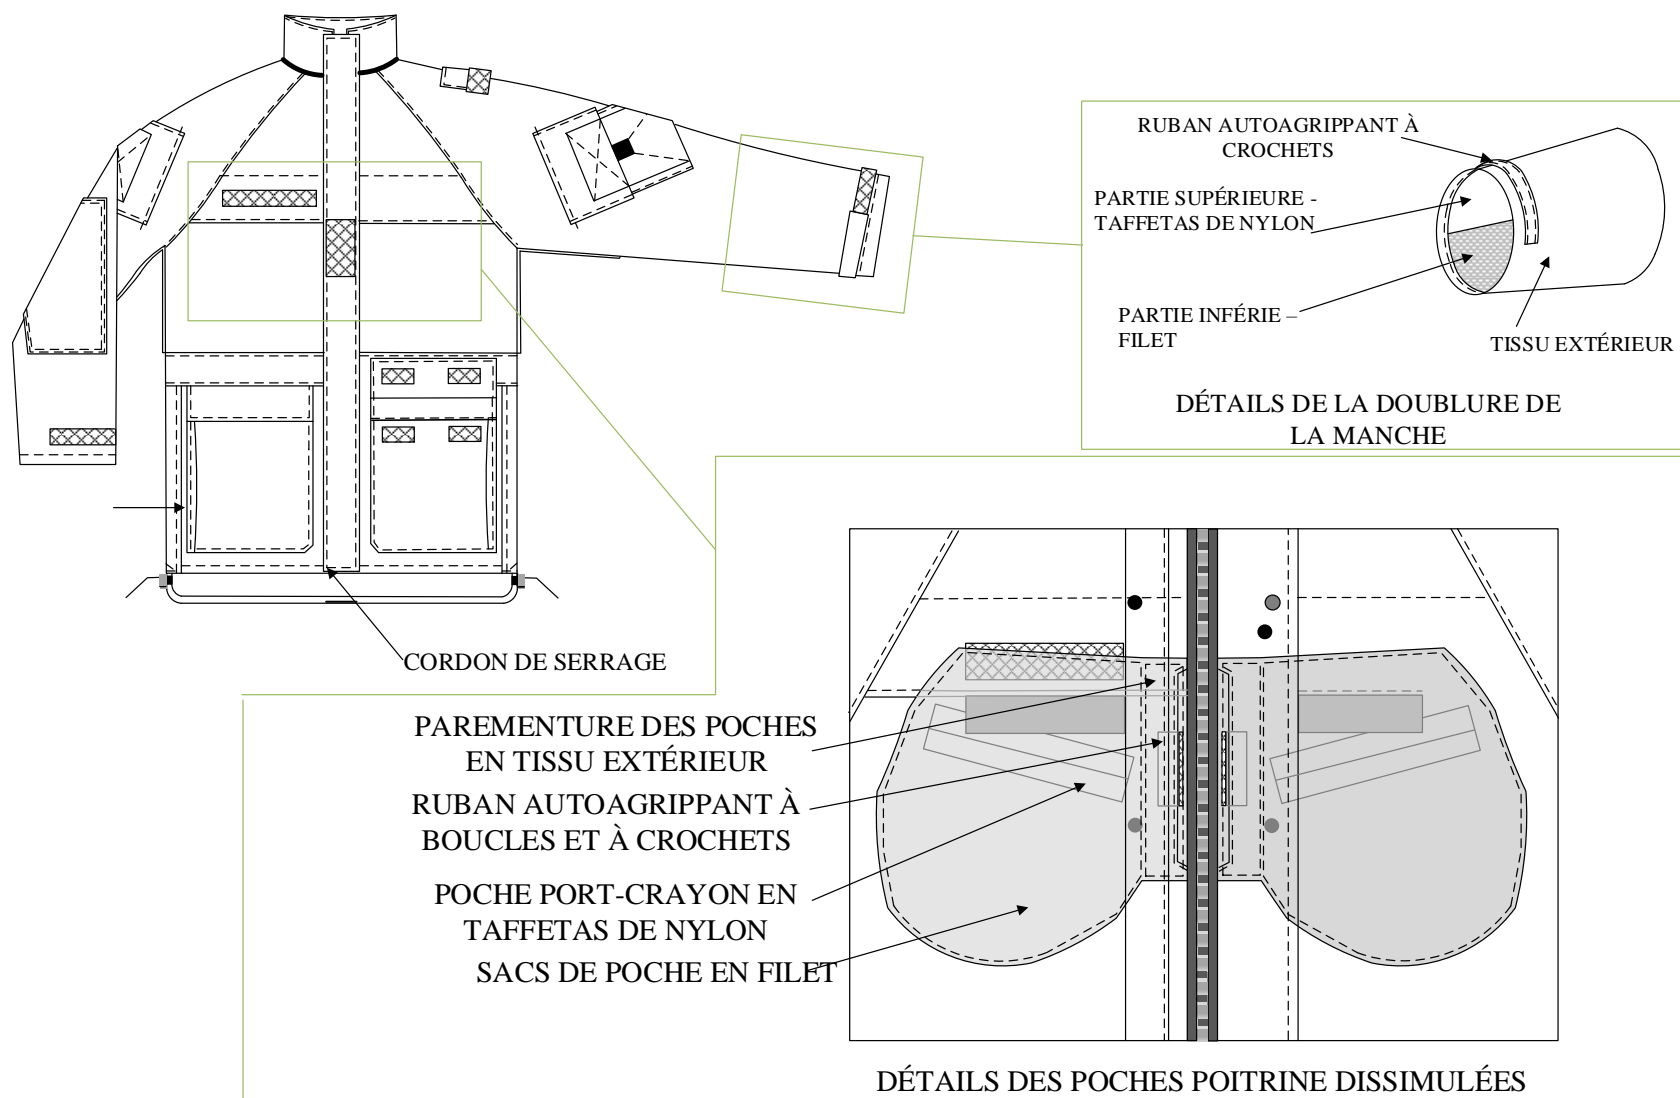 RUBAN AUTOAGRIPPANT À
CROCHETS
PARTIE SUPÉRIEURE -
TAFFETAS DE NYLON
PARTIE INFÉRIE –
FILET
TISSU EXTÉRIEUR
DÉTAILS DE LA DOUBLURE DE
LA MANCHE
CORDON DE SERRAGE
PAREMENTURE DES POCHES
EN TISSU EXTÉRIEUR
RUBAN AUTOAGRIPPANT À
BOUCLES ET À CROCHETS
POCHE PORT-CRAYON EN
TAFFETAS DE NYLON
SACS DE POCHE EN FILET
DÉTAILS DES POCHES POITRINE DISSIMULÉES